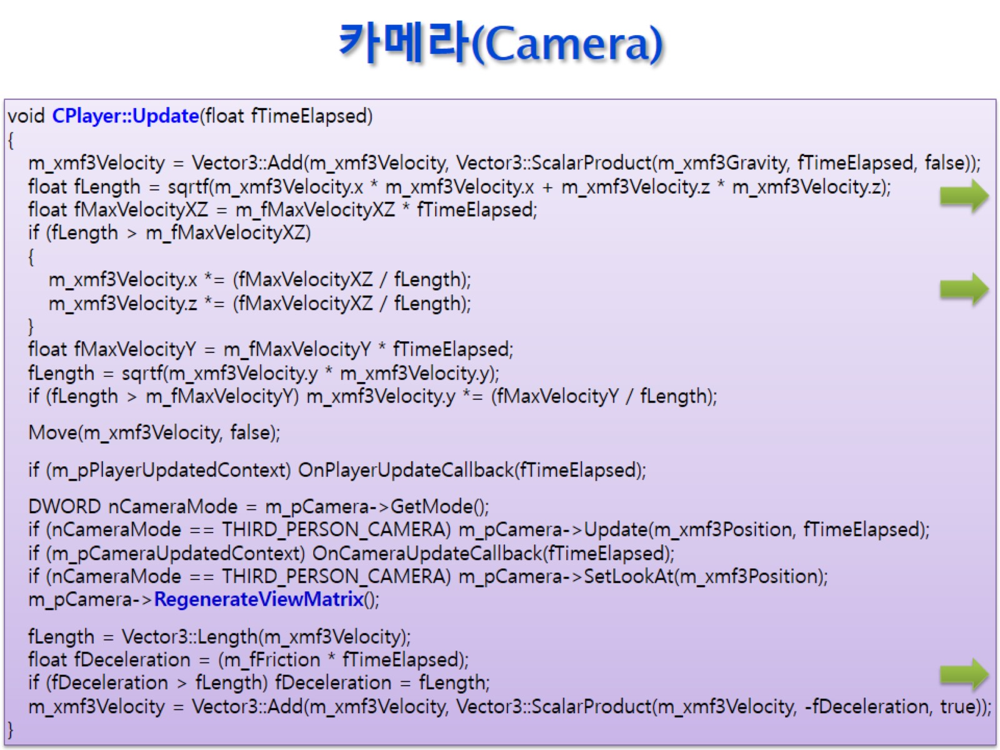 카메라(Camera)
void CPlayer::Update(float fTimeElapsed)
{
m_xmf3Velocity = Vector3::Add(m_xmf3Velocity, Vector3::ScalarProduct(m_xmf3Gravity, fTimeElapsed, false));
float fLength = sqrtf(m_xmf3Velocity.x * m_xmf3Velocity.x + m_xmf3Velocity.z * m_xmf3Velocity.z);
float fMaxVelocityXZ = m_fMaxVelocityXZ * fTimeElapsed;
if (fLength > m_fMaxVelocityXZ)
{
m_xmf3Velocity.x *= (fMaxVelocityXZ / fLength);
m_xmf3Velocity.z *= (fMaxVelocityXZ / fLength);
}
float fMaxVelocityY = m_fMaxVelocityY * fTimeElapsed;
fLength = sqrtf(m_xmf3Velocity.y * m_xmf3Velocity.y);
if (fLength > m_fMaxVelocityY) m_xmf3Velocity.y *= (fMaxVelocityY / fLength);
Move(m_xmf3Velocity, false);
if (m_pPlayerUpdatedContext) OnPlayerUpdateCallback(fTimeElapsed);
DWORD nCameraMode = m_pCamera->GetMode();
if (nCameraMode == THIRD_PERSON_CAMERA) m_pCamera->Update(m_xmf3Position, fTimeElapsed);
if (m_pCameraUpdatedContext) OnCameraUpdateCallback(fTimeElapsed);
if (nCameraMode == THIRD_PERSON_CAMERA) m_pCamera->SetLookAt(m_xmf3Position);
m_pCamera->RegenerateViewMatrix();
fLength = Vector3::Length(m_xmf3Velocity);
float fDeceleration = (m_fFriction * fTimeElapsed);
if (fDeceleration > fLength) fDeceleration = fLength;
m_xmf3Velocity = Vector3::Add(m_xmf3Velocity, Vector3::ScalarProduct(m_xmf3Velocity, -fDeceleration, true));
}